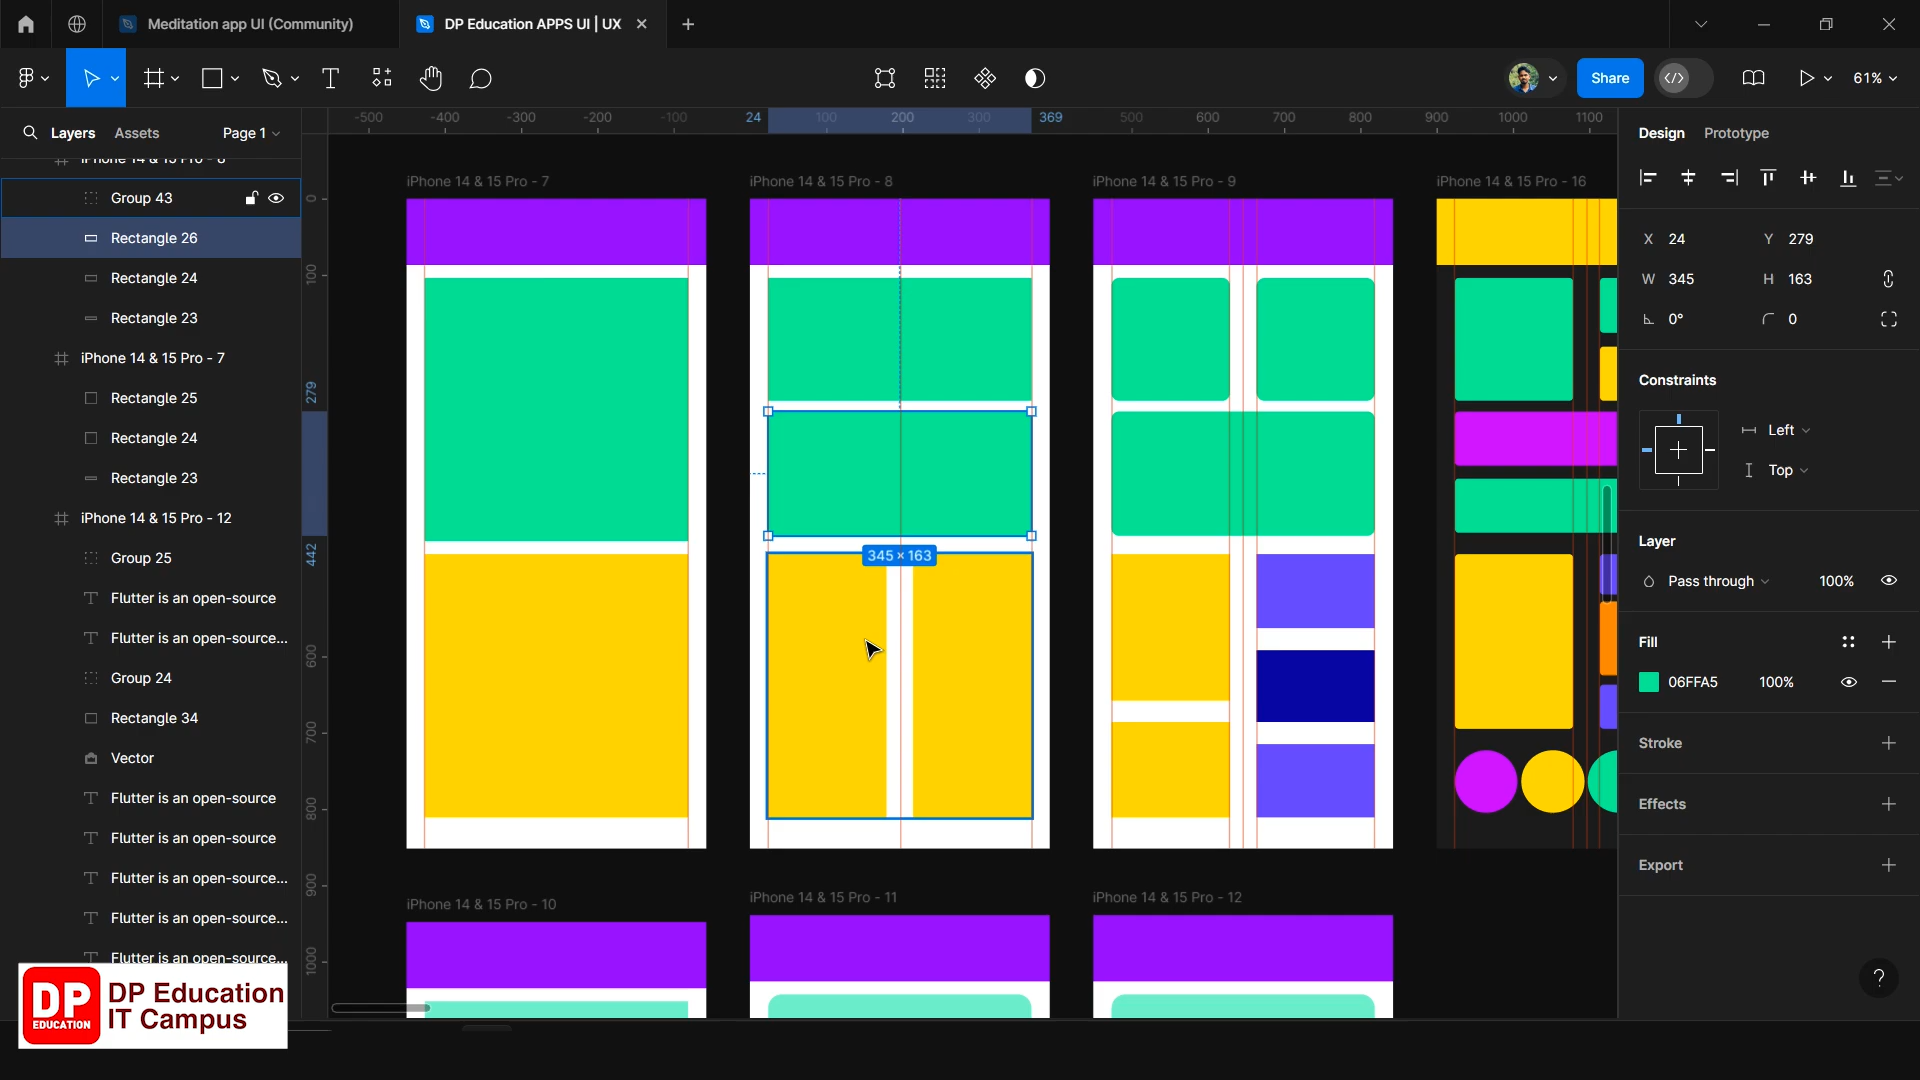 Meditation app UI (Community)
DP Education APPS UI | UX
Share
61%
Layers
Assets
Page 1
Design
Prototype
-500
-400
-300
-200
-100
24
100
200
300
369
500
600
700
800
900
1000
1100
iPhone 14 & 15 Pro - 8
Group 43
Rectangle 26
Rectangle 24
Rectangle 23
iPhone 14 & 15 Pro - 7
Rectangle 25
Rectangle 24
Rectangle 23
iPhone 14 & 15 Pro - 12
Group 25
Flutter is an open-source
Flutter is an open-source...
Group 24
Rectangle 34
Vector
Flutter is an open-source
Flutter is an open-source
Flutter is an open-source...
Flutter is an open-source...
Flutter is an open-source...
0
100
279
442
600
700
800
900
1000
iPhone 14 & 15 Pro - 7
iPhone 14 & 15 Pro - 8
iPhone 14 & 15 Pro - 9
iPhone 14 & 15 Pro - 16
345 × 163
iPhone 14 & 15 Pro - 10
iPhone 14 & 15 Pro - 11
iPhone 14 & 15 Pro - 12
X 24
Y 279
W 345
H 163
0°
0
Constraints
Left
Top
Layer
Pass through
100%
Fill
06FFA5
100%
Stroke
Effects
Export
?
DP
EDUCATION
DP Education
IT Campus